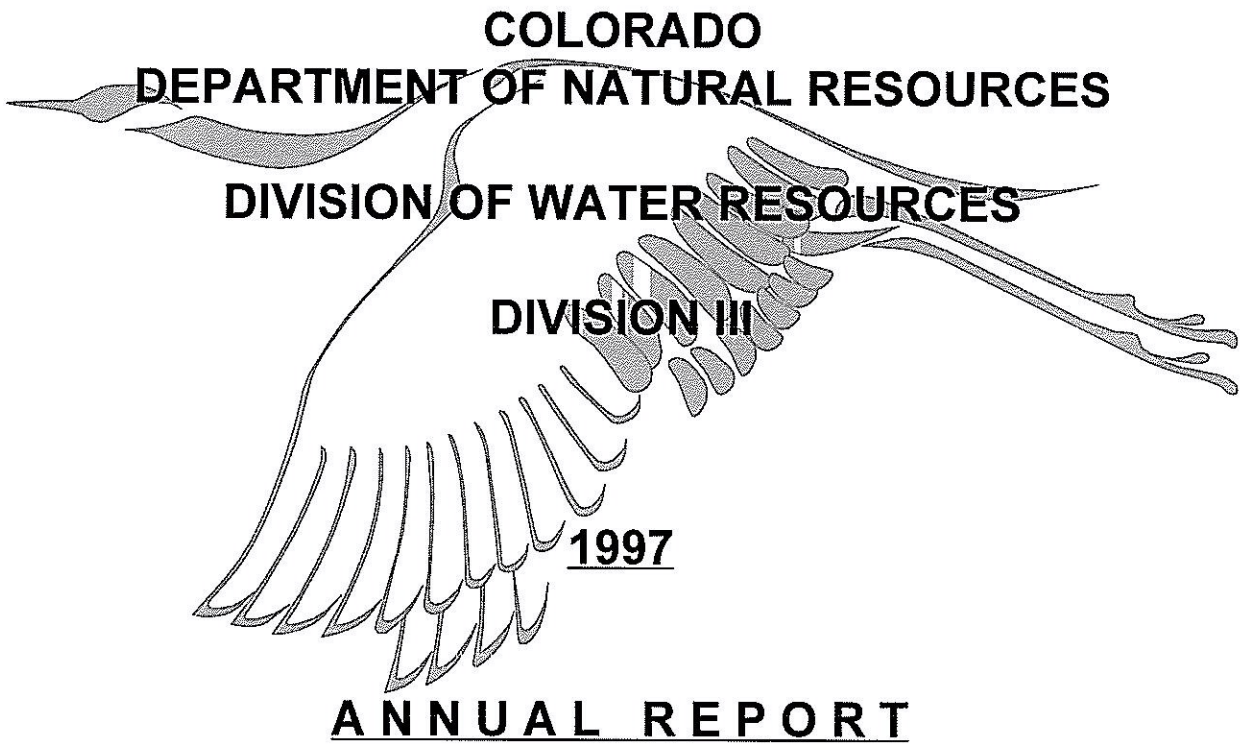 COLORADO
DEPARTMENT OF NATURAL RESOURCES
DIVISION OF WATER RESOURCES
DIVISION III
1997
ANNUAL REPORT